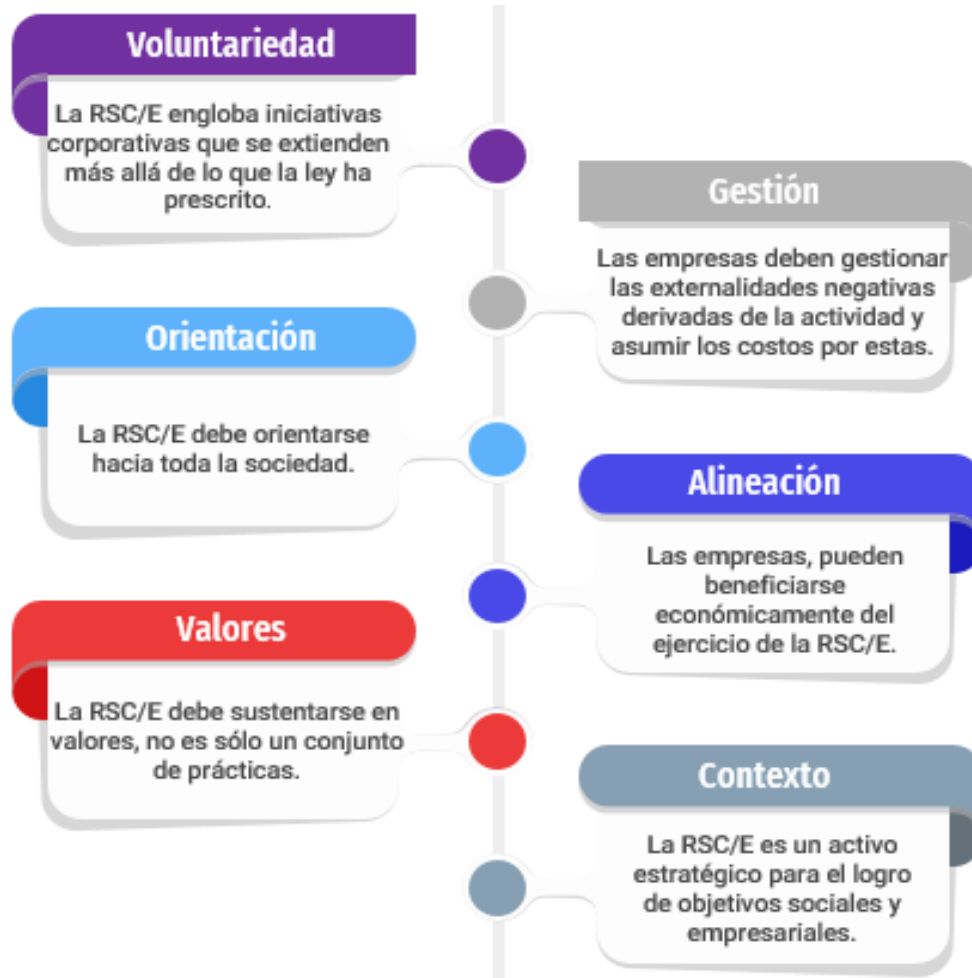 Voluntariedad
La RSC/E engloba iniciativas
corporativas que se extienden
más allá de lo que la ley ha
prescrito.
Gestión
Las empresas deben gestionar
las externalidades negativas
derivadas de la actividad y
asumir los costos por estas.
Orientación
La RSC/E debe orientarse
hacia toda la sociedad.
Alineación
Las empresas, pueden
beneficiarse
económicamente del
ejercicio de la RSC/E.
Valores
La RSC/E debe sustentarse en
valores, no es sólo un conjunto
de prácticas.
Contexto
La RSC/E es un activo
estratégico para el logro
de objetivos sociales y
empresariales.